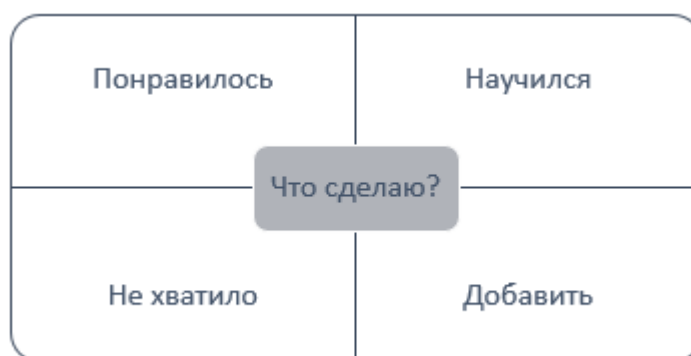 Понравилось
Научился
Что сделаю?
Не хватило
Добавить